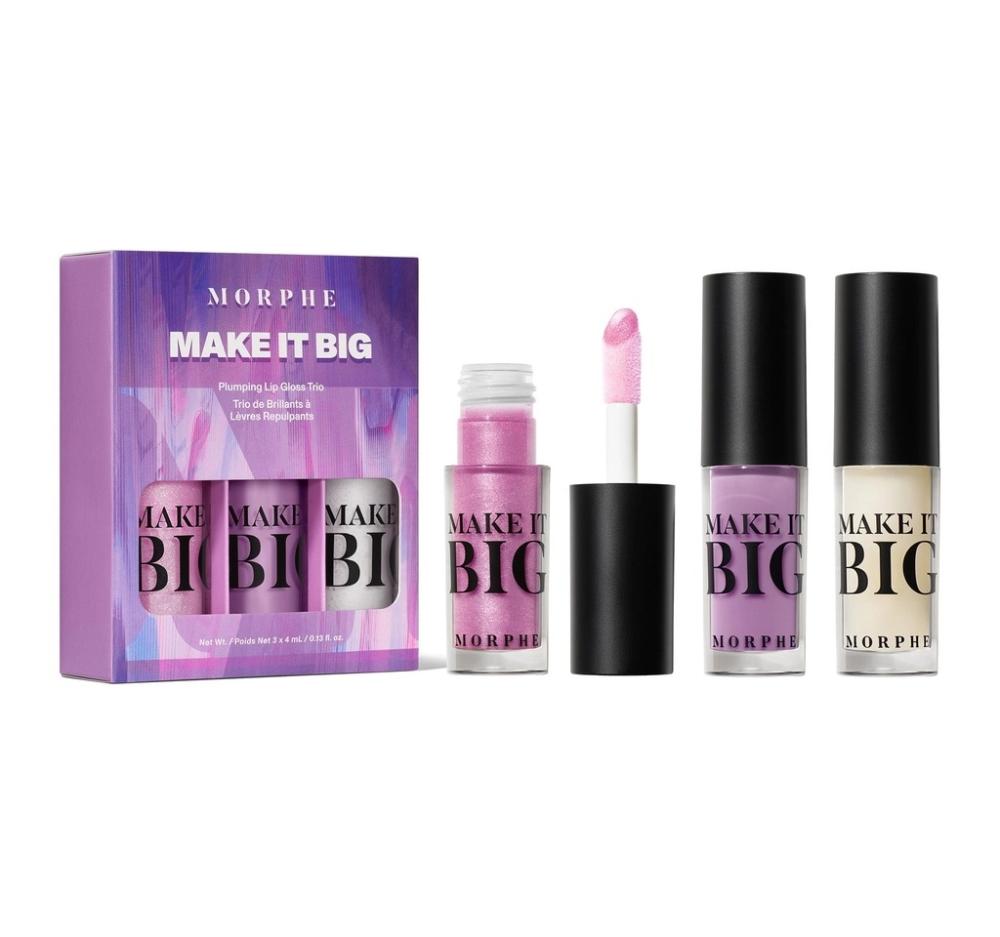 MORPHE
MAKE IT BIG
Plumping Lip Gloss Trio
Trio de Brillants à
Lèvres Repulpants
MAKE
BIG
MAKE
BIG
MAKE
BIG
Net Wt. / Poids Net 3 x 4 mL / 0.13 fl. oz.
MAKE IT
BIG
MORPHE
MAKE IT
BIG
MORPHE
MAKE IT
BIG
MORPHE